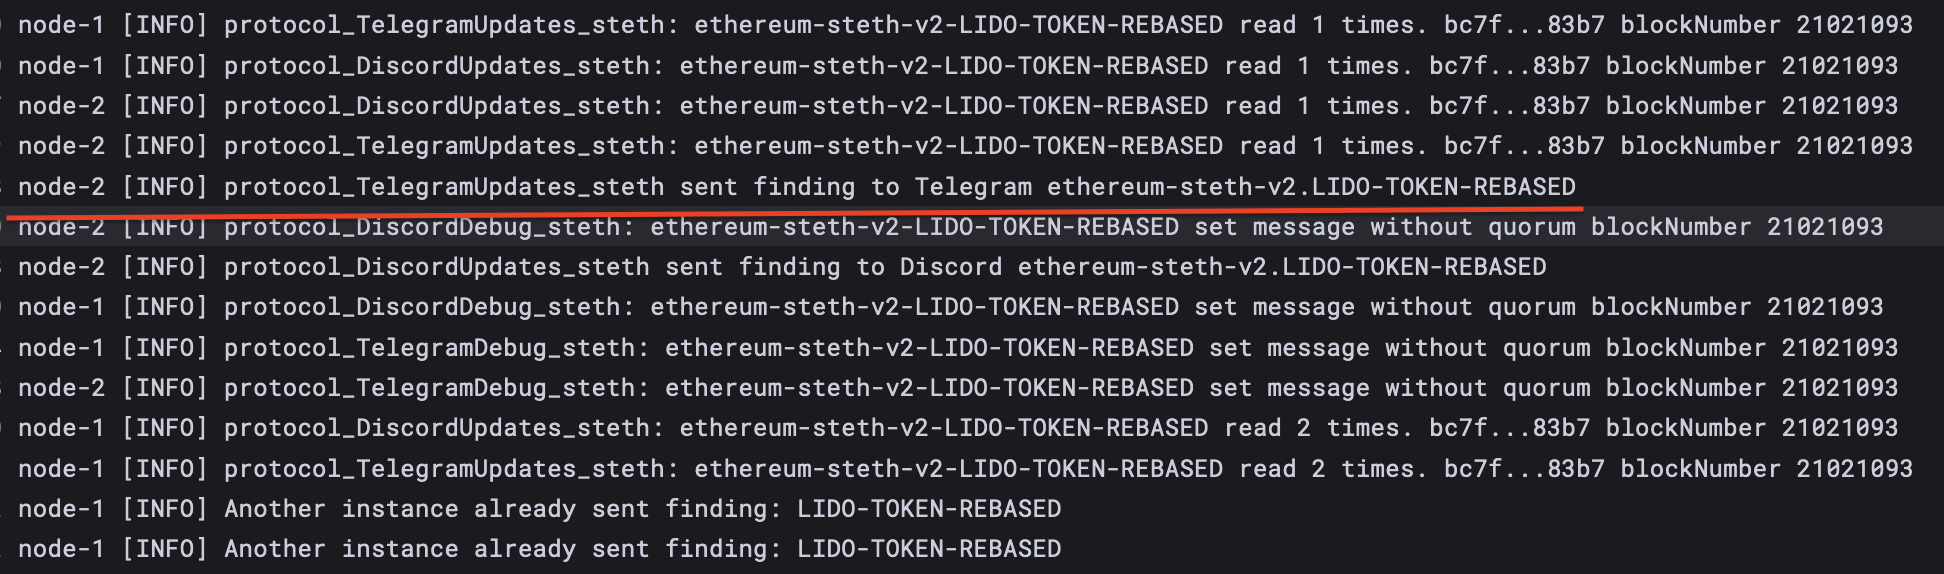 node-1 [INFO] protocol_TelegramUpdates_steth: ethereum-steth-v2-LIDO-TOKEN-REBASED read 1 times. bc7f...83b7 blockNumber 21021093
node-1 [INFO] protocol_DiscordUpdates_steth: ethereum-steth-v2-LIDO-TOKEN-REBASED read 1 times. bc7f...83b7 blockNumber 21021093
node-2 [INFO] protocol_DiscordUpdates_steth: ethereum-steth-v2-LIDO-TOKEN-REBASED read 1 times. bc7f...83b7 blockNumber 21021093
node-2 [INFO] protocol_TelegramUpdates_steth: ethereum-steth-v2-LIDO-TOKEN-REBASED read 1 times. bc7f...83b7 blockNumber 21021093
node-2 [INFO] protocol_TelegramUpdates_steth sent finding to Telegram ethereum-steth-v2.LIDO-TOKEN-REBASED
node-2 [INFO] protocol_DiscordDebug_steth: ethereum-steth-v2-LIDO-TOKEN-REBASED set message without quorum blockNumber 21021093
node-2 [INFO] protocol_DiscordUpdates_steth sent finding to Discord ethereum-steth-v2.LIDO-TOKEN-REBASED
node-1 [INFO] protocol_DiscordDebug_steth: ethereum-steth-v2-LIDO-TOKEN-REBASED set message without quorum blockNumber 21021093
node-1 [INFO] protocol_TelegramDebug_steth: ethereum-steth-v2-LIDO-TOKEN-REBASED set message without quorum blockNumber 21021093
node-2 [INFO] protocol_TelegramDebug_steth: ethereum-steth-v2-LIDO-TOKEN-REBASED set message without quorum blockNumber 21021093
node-1 [INFO] protocol_DiscordUpdates_steth: ethereum-steth-v2-LIDO-TOKEN-REBASED read 2 times. bc7f...83b7 blockNumber 21021093
node-1 [INFO] protocol_TelegramUpdates_steth: ethereum-steth-v2-LIDO-TOKEN-REBASED read 2 times. bc7f...83b7 blockNumber 21021093
node-1 [INFO] Another instance already sent finding: LIDO-TOKEN-REBASED
node-1 [INFO] Another instance already sent finding: LIDO-TOKEN-REBASED